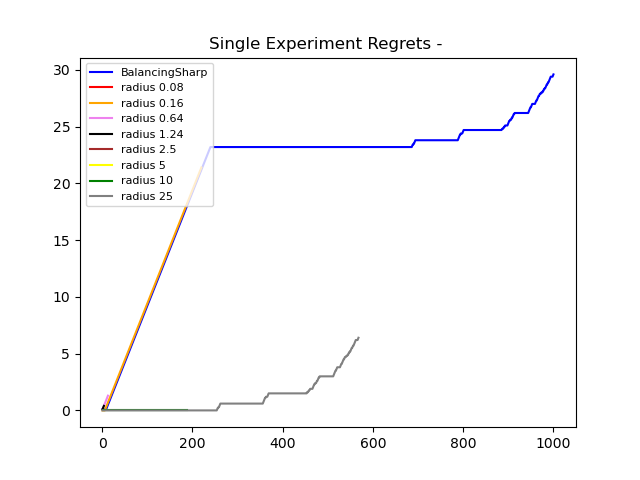 Single Experiment Regrets -
30
25
20
15
10
5
0
BalancingSharp
radius 0.08
radius 0.16
radius 0.64
radius 1.24
radius 2.5
radius 5
radius 10
radius 25
0 200 400 600 800 1000